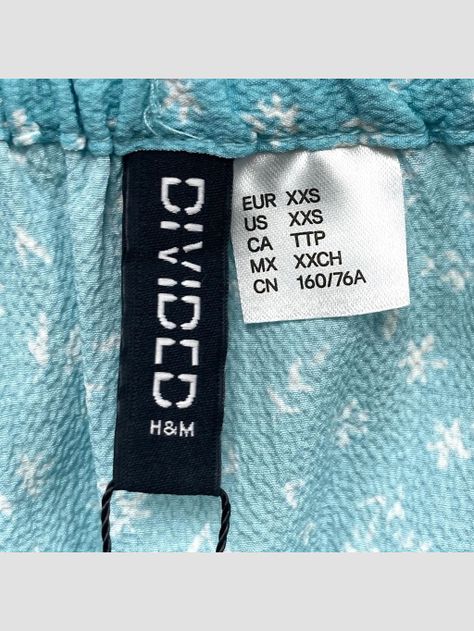 DIVIDED
H&M
EUR XXS
US XXS
CA TTP
MX XXCH
CN 160/76A